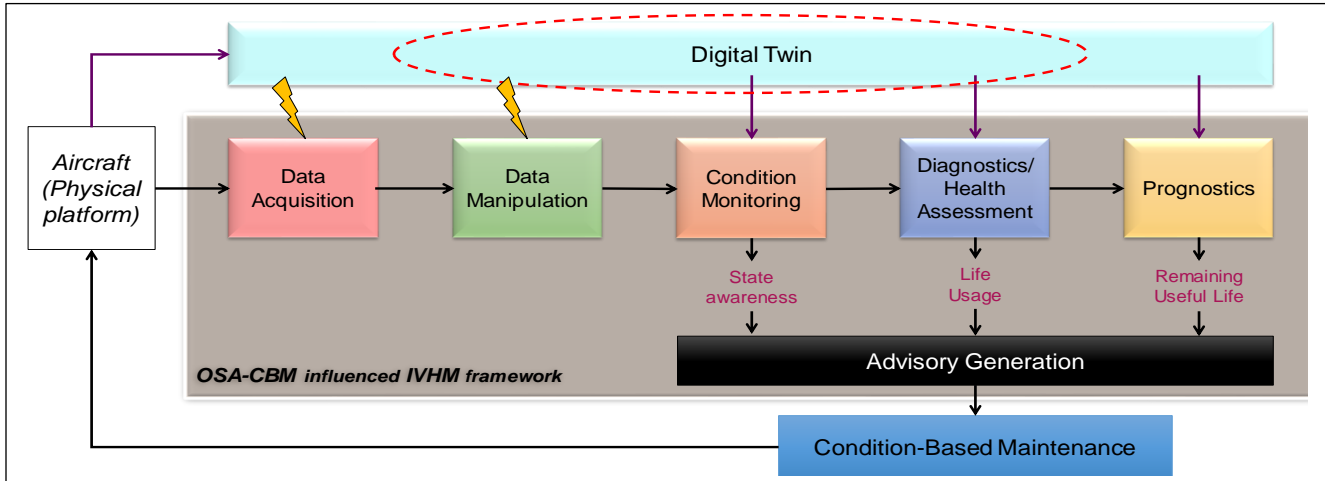 Digital Twin
Aircraft
(Physical
platform)
Data
Acquisition
Data
Manipulation
Condition
Monitoring
Diagnostics/
Health
Assessment
Prognostics
State
awareness
Life
Usage
Remaining
Useful Life
Advisory Generation
OSA-CBM influenced IVHM framework
Condition-Based Maintenance